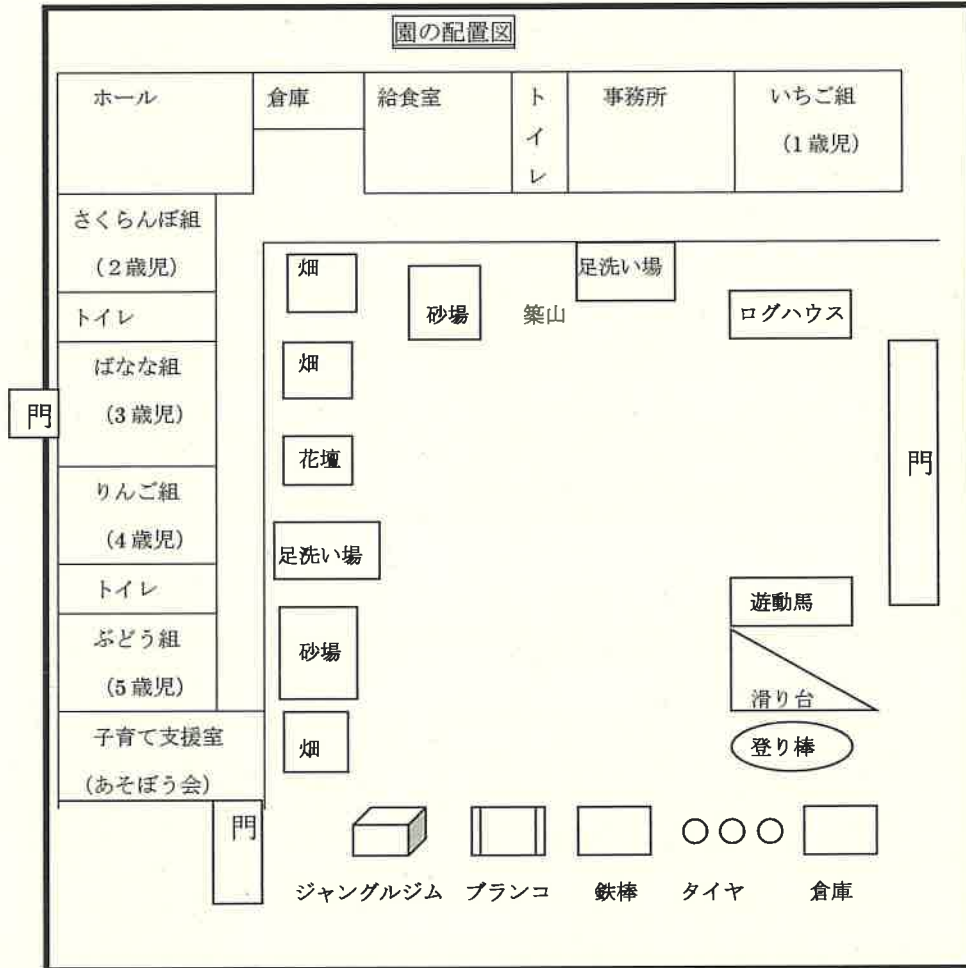 園の配置図
ホール
倉庫
給食室
トイレ
事務所
いちご組
（1歳児）
さくらんぼ組
（2歳児）
トイレ
ばなな組
（3歳児）
門
りんご組
（4歳児）
トイレ
ぶどう組
（5歳児）
子育て支援室
（あそぼう会）
門
畑
砂場
築山
足洗い場
ログハウス
畑
花壇
門
足洗い場
遊動馬
砂場
滑り台
畑
登り棒
ジャングルジム
ブランコ
鉄棒
タイヤ
倉庫